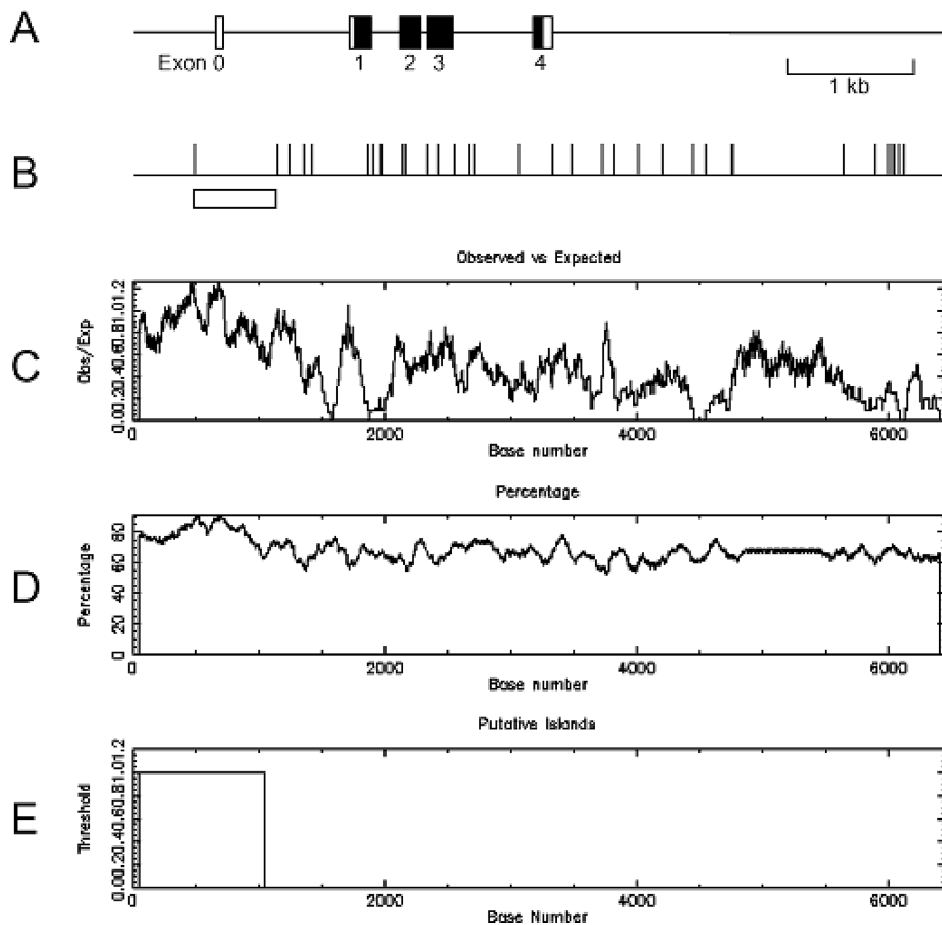 A
Exon 0 1 2 3 4
1 kb
B
Observed vs Expected
C
Obs/Exp
0.00.20.40.60.81.01.2
0 2000 4000 6000
Base number
Percentage
D
Percentage
0 20 40 60 80
0 2000 4000 6000
Base number
Putative Islands
E
Threshold
0.00.20.40.60.81.01.2
0 2000 4000 6000
Base Number